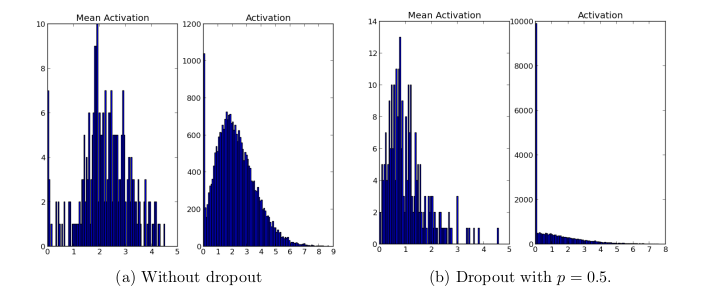 Mean Activation
10
8
6
4
2
0
0 1 2 3 4 5
Activation
1200
1000
800
600
400
200
0
0 1 2 3 4 5 6 7 8 9
(a) Without dropout
Mean Activation
14
12
10
8
6
4
2
0
0 1 2 3 4 5
Activation
10000
8000
6000
4000
2000
0
0 1 2 3 4 5 6 7 8
(b) Dropout with p = 0.5.